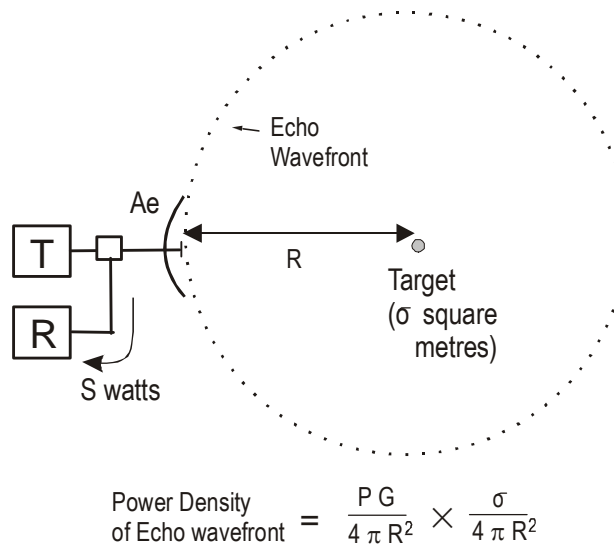 Echo
Wavefront
Ae
T
R
R
Target
(σ square
metres)
S watts
Power Density
of Echo wavefront = P G / 4 π R² × σ / 4 π R²